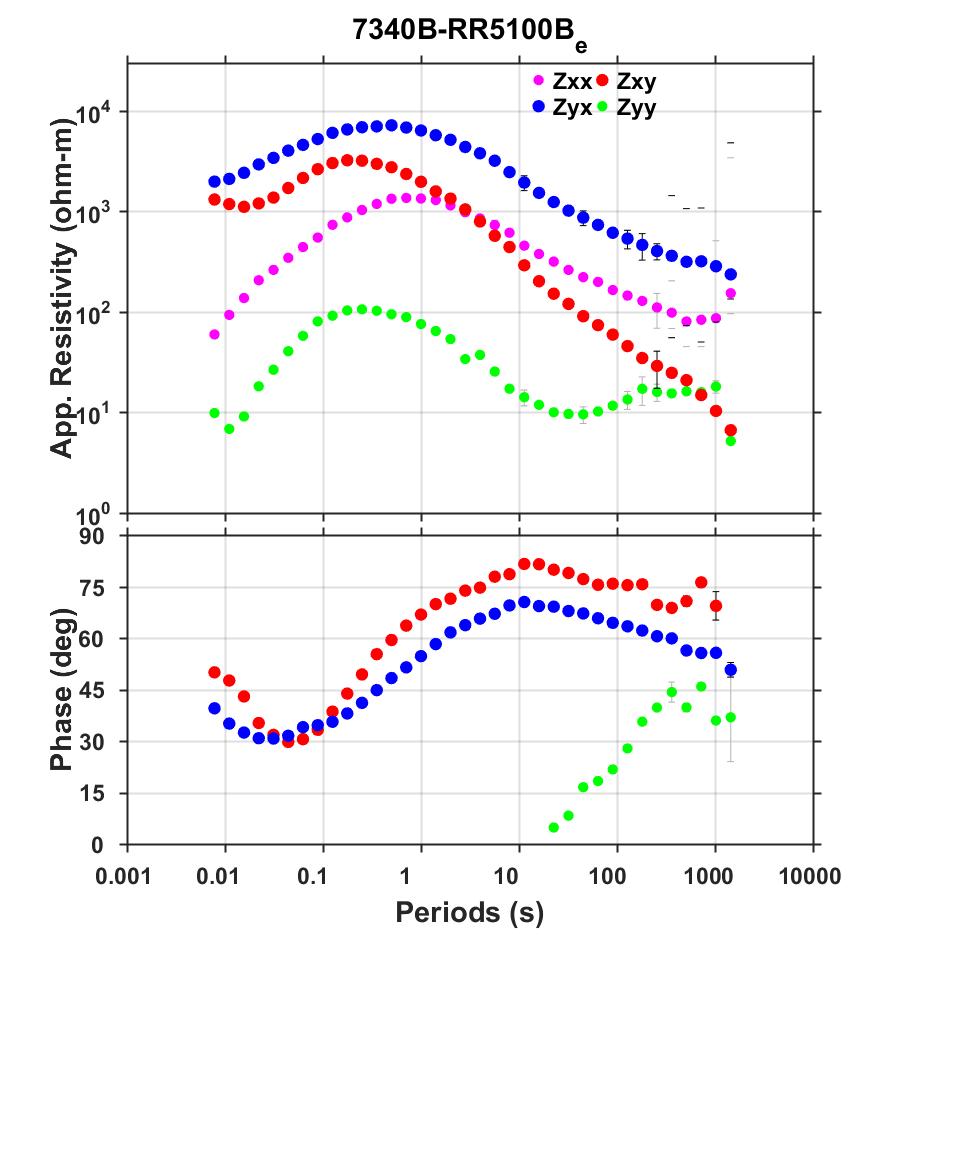 7340B-RR5100Be
Zxx Zxy
Zyx Zyy
App. Resistivity (ohm-m)
10^4
10^3
10^2
10^1
10^0
Phase (deg)
90
75
60
45
30
15
0
0.001 0.01 0.1 1 10 100 1000 10000
Periods (s)